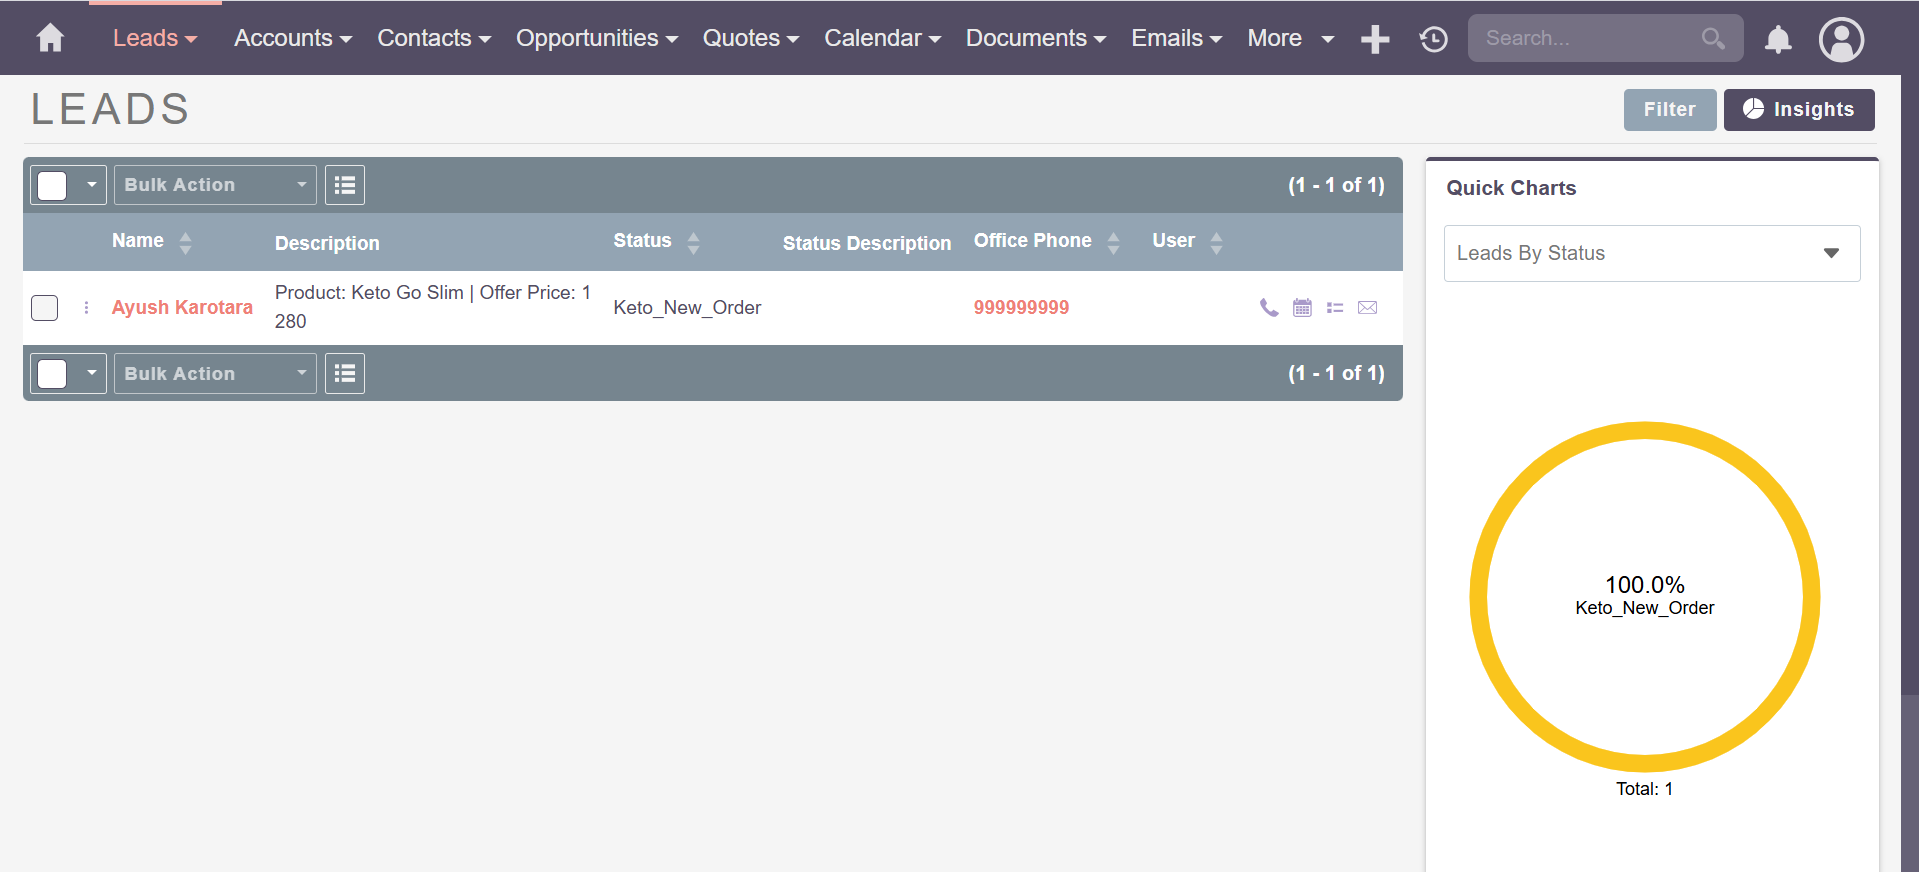 Leads Accounts Contacts Opportunities Quotes Calendar Documents Emails More Search...
LEADS
Filter Insights
Bulk Action (1 - 1 of 1)
Name Description Status Status Description Office Phone User
Ayush Karotara Product: Keto Go Slim | Offer Price: 1
280 Keto_New_Order 999999999
Bulk Action (1 - 1 of 1)
Quick Charts
Leads By Status
100.0%
Keto_New_Order
Total: 1